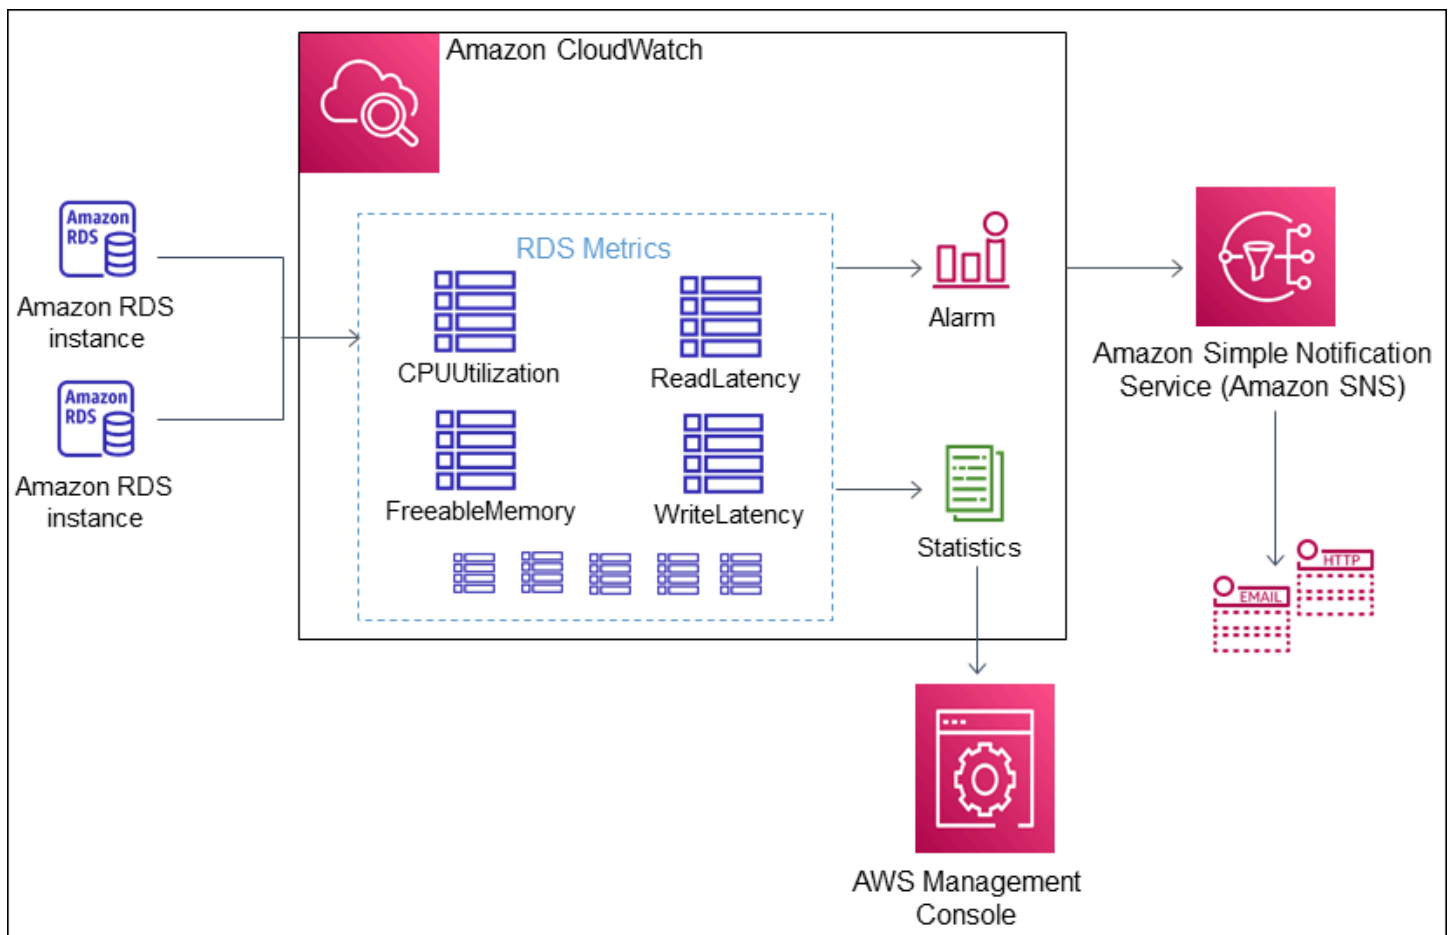 Amazon CloudWatch
Amazon
RDS
Amazon RDS
instance
Amazon
RDS
Amazon RDS
instance
RDS Metrics
CPUUtilization
ReadLatency
FreeableMemory
WriteLatency
Alarm
Statistics
Amazon Simple Notification
Service (Amazon SNS)
HTTP
EMAIL
AWS Management
Console